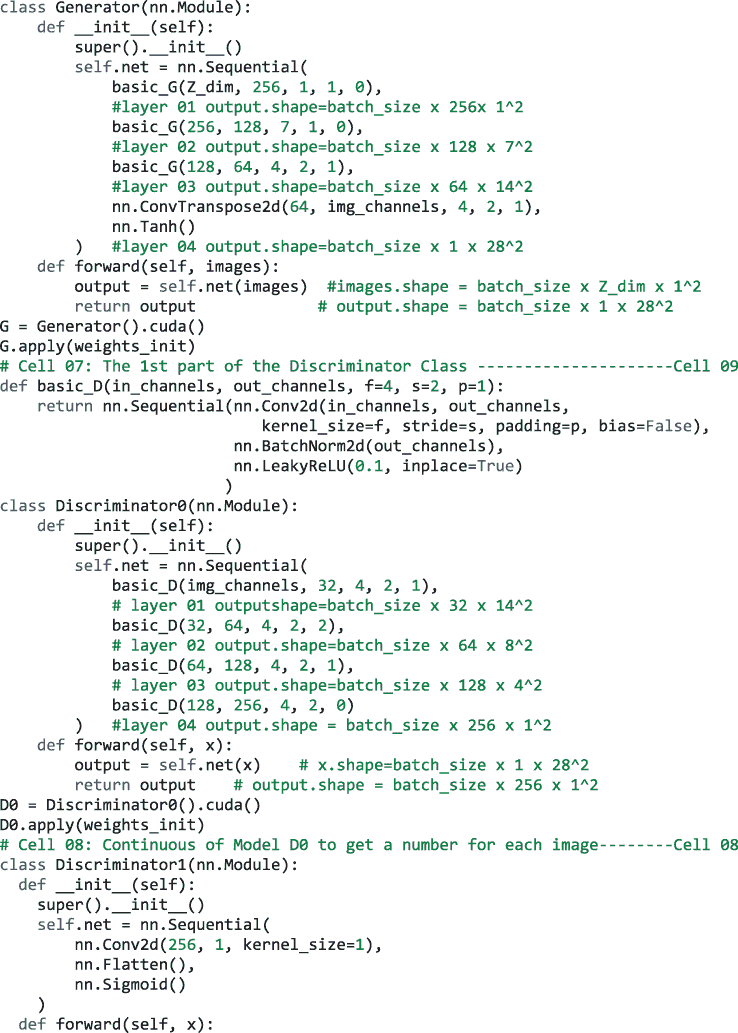 class Generator(nn.Module):
    def __init__(self):
        super().__init__()
        self.net = nn.Sequential(
            basic_G(Z_dim, 256, 1, 1, 0),
            #layer 01 output.shape=batch_size x 256x 1^2
            basic_G(256, 128, 7, 1, 0),
            #layer 02 output.shape=batch_size x 128 x 7^2
            basic_G(128, 64, 4, 2, 1),
            #layer 03 output.shape=batch_size x 64 x 14^2
            nn.ConvTranspose2d(64, img_channels, 4, 2, 1),
            nn.Tanh()
        )   #layer 04 output.shape=batch_size x 1 x 28^2
    def forward(self, images):
        output = self.net(images)  #images.shape = batch_size x Z_dim x 1^2
        return output             # output.shape = batch_size x 1 x 28^2
G = Generator().cuda()
G.apply(weights_init)
# Cell 07: The 1st part of the Discriminator Class ---------------------Cell 09
def basic_D(in_channels, out_channels, f=4, s=2, p=1):
    return nn.Sequential(nn.Conv2d(in_channels, out_channels,
                            kernel_size=f, stride=s, padding=p, bias=False),
                         nn.BatchNorm2d(out_channels),
                         nn.LeakyReLU(0.1, inplace=True)
                        )
class Discriminator0(nn.Module):
    def __init__(self):
        super().__init__()
        self.net = nn.Sequential(
            basic_D(img_channels, 32, 4, 2, 1),
            # layer 01 outputshape=batch_size x 32 x 14^2
            basic_D(32, 64, 4, 2, 2),
            # layer 02 output.shape=batch_size x 64 x 8^2
            basic_D(64, 128, 4, 2, 1),
            # layer 03 output.shape=batch_size x 128 x 4^2
            basic_D(128, 256, 4, 2, 0)
        )   #layer 04 output.shape = batch_size x 256 x 1^2
    def forward(self, x):
        output = self.net(x)    # x.shape=batch_size x 1 x 28^2
        return output    # output.shape = batch_size x 256 x 1^2
D0 = Discriminator0().cuda()
D0.apply(weights_init)
# Cell 08: Continuous of Model D0 to get a number for each image--------Cell 08
class Discriminator1(nn.Module):
  def __init__(self):
    super().__init__()
    self.net = nn.Sequential(
        nn.Conv2d(256, 1, kernel_size=1),
        nn.Flatten(),
        nn.Sigmoid()
    )
  def forward(self, x):